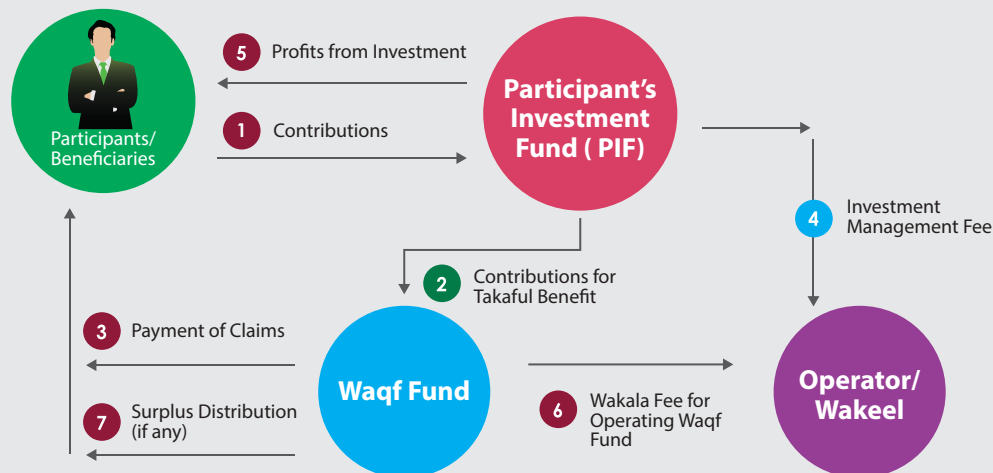 5
Profits from Investment
Participant’s
Investment
Fund ( PIF)
1
Contributions
Participants/
Beneficiaries
4
Investment
Management Fee
2
Contributions for
Takaful Benefit
3
Payment of Claims
Waqf Fund
Operator/
Wakeel
7
Surplus Distribution
(if any)
6
Wakala Fee for
Operating Waqf
Fund